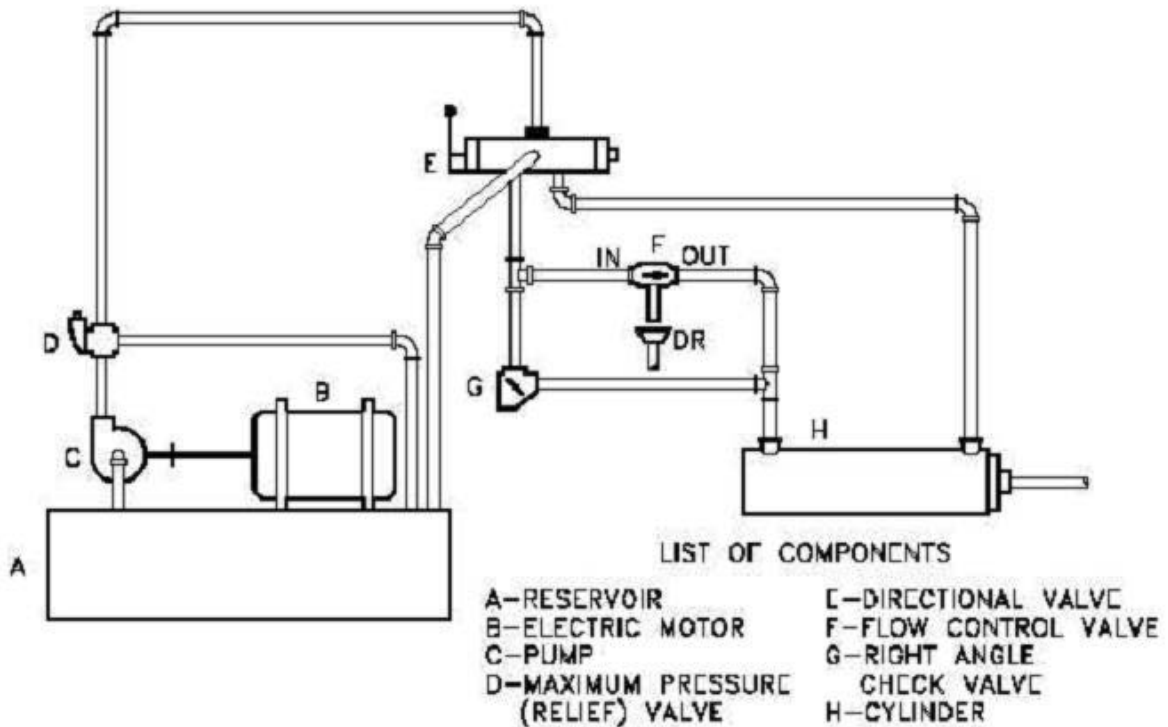 E
IN F OUT
D
DR
G
B
C
H
A
LIST OF COMPONENTS
A-RESERVOIR
B-ELECTRIC MOTOR
C-PUMP
D-MAXIMUM PRESSURE
(RELIEF) VALVE
E-DIRECTIONAL VALVE
F-FLOW CONTROL VALVE
G-RIGHT ANGLE
CHECK VALVE
H-CYLINDER